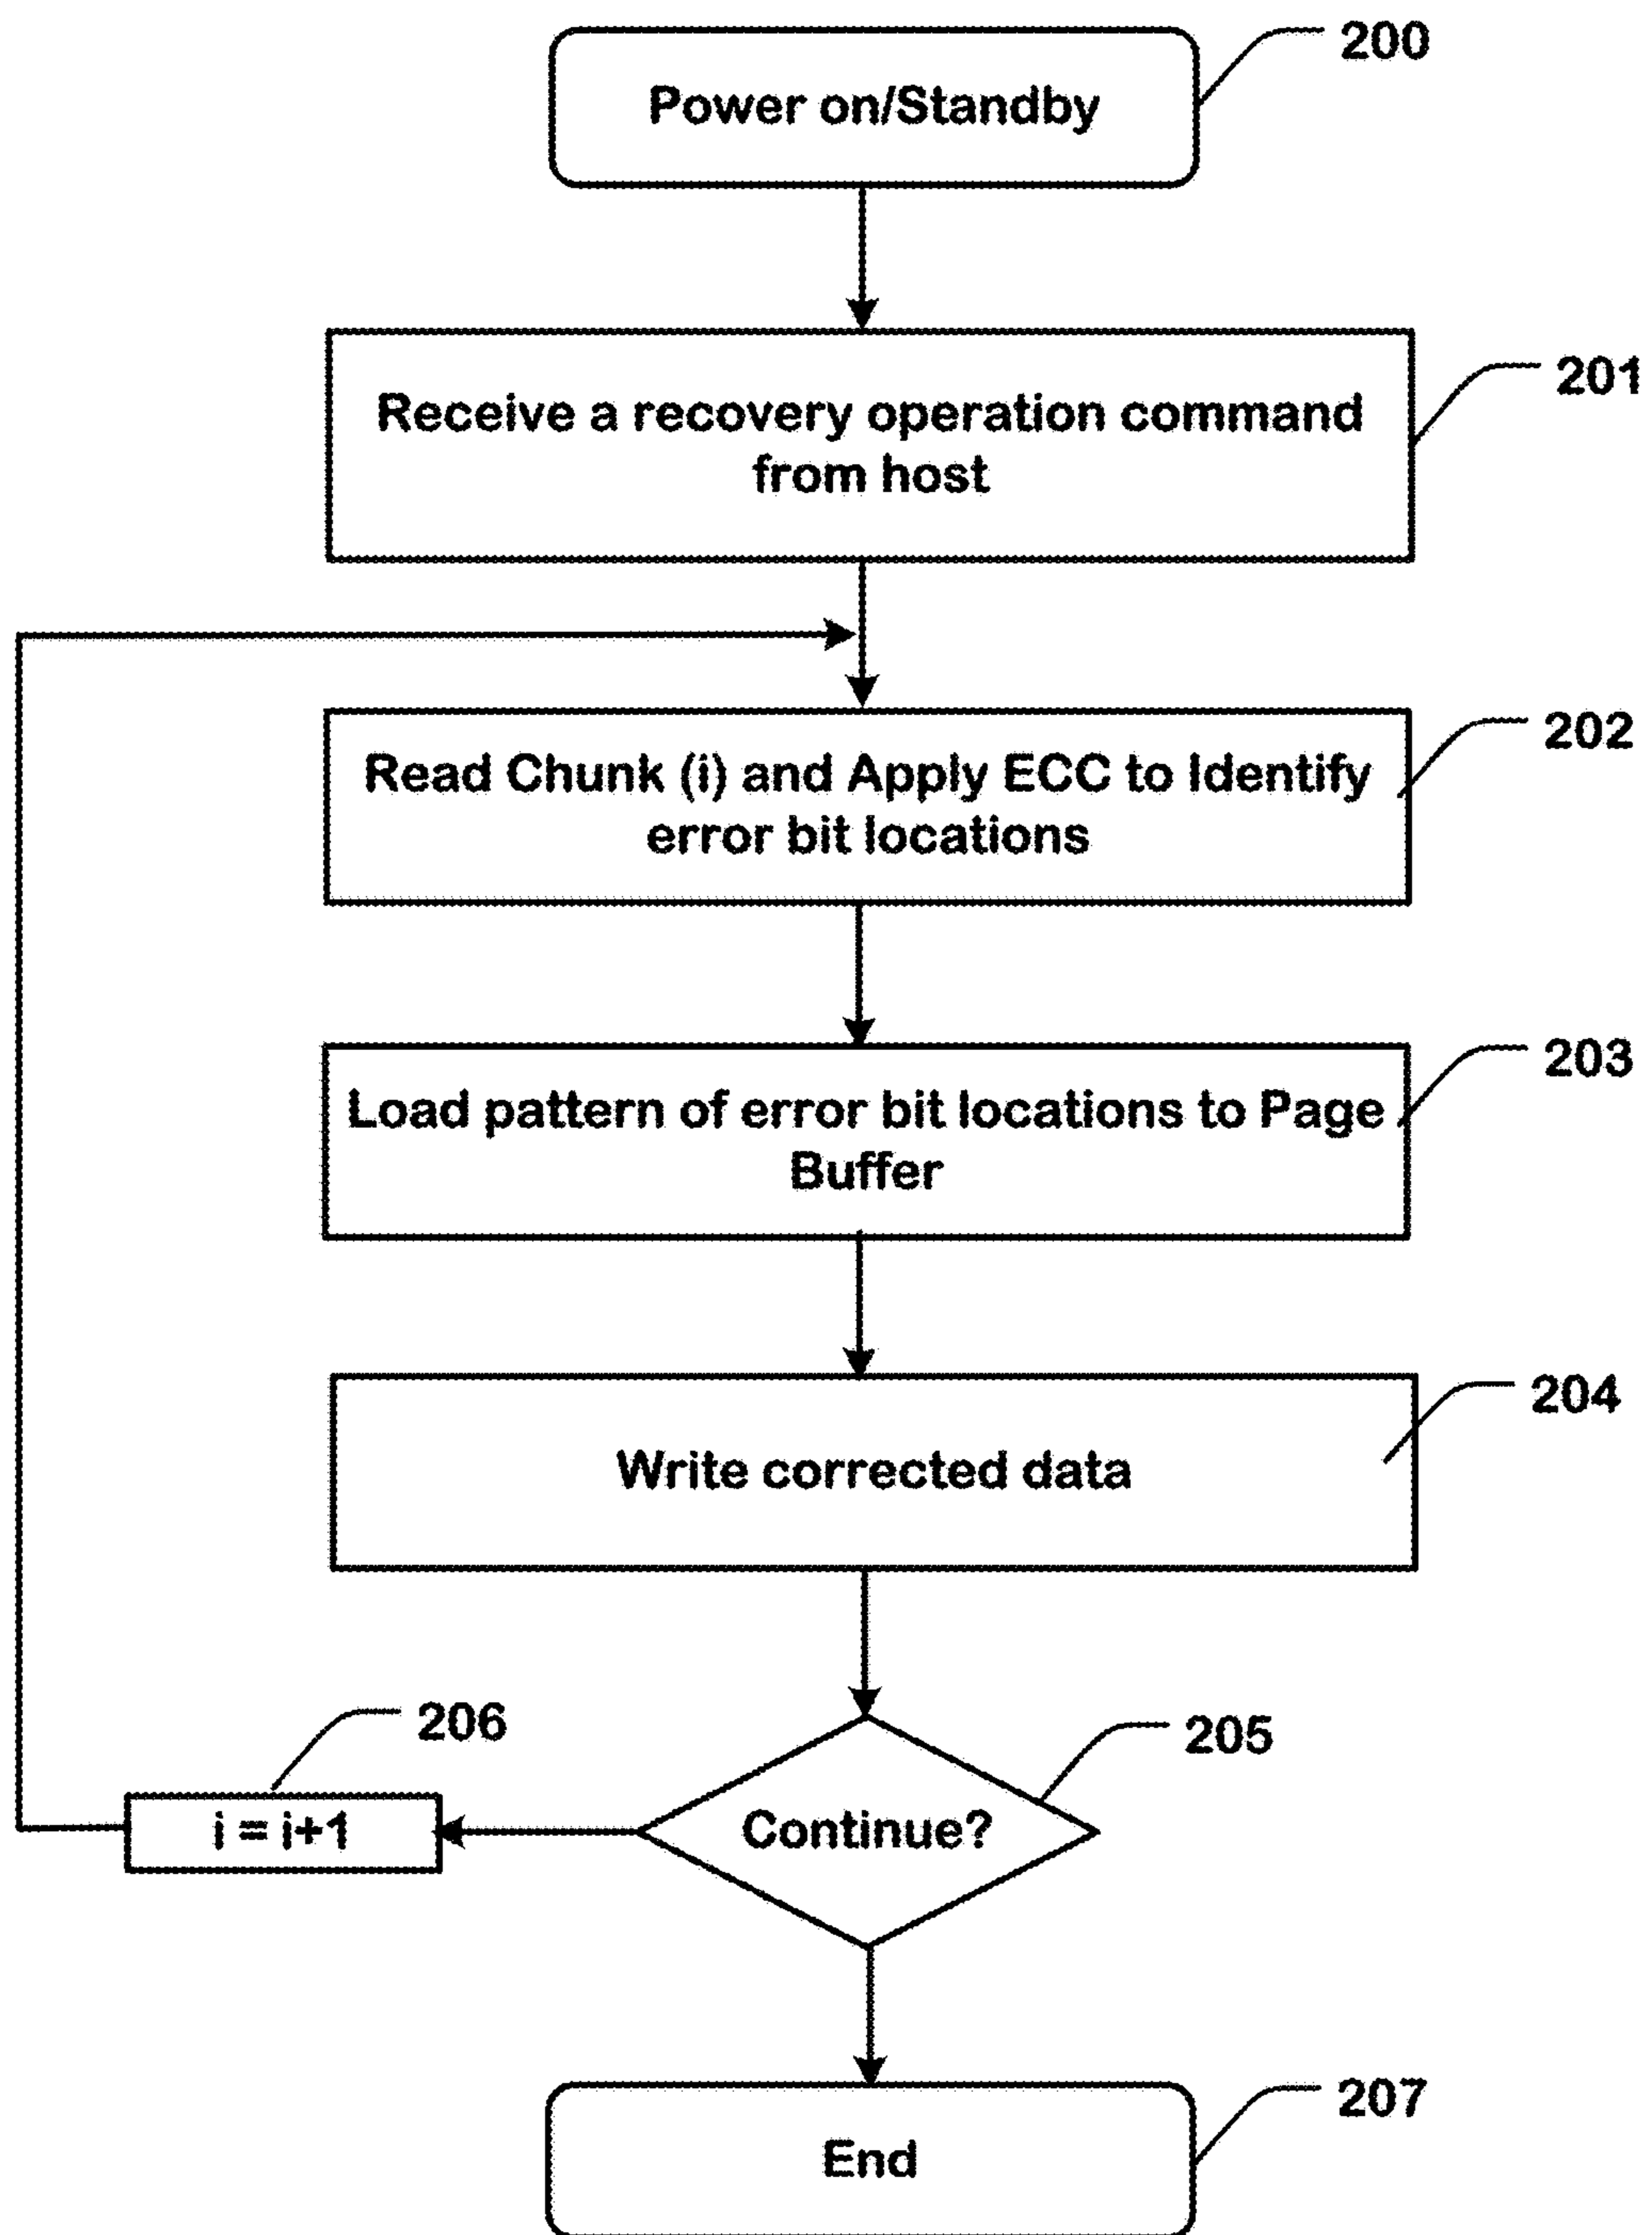 200
Power on/Standby
201
Receive a recovery operation command
from host
202
Read Chunk (i) and Apply ECC to Identify
error bit locations
203
Load pattern of error bit locations to Page
Buffer
204
Write corrected data
206
205
i = i+1
Continue?
207
End